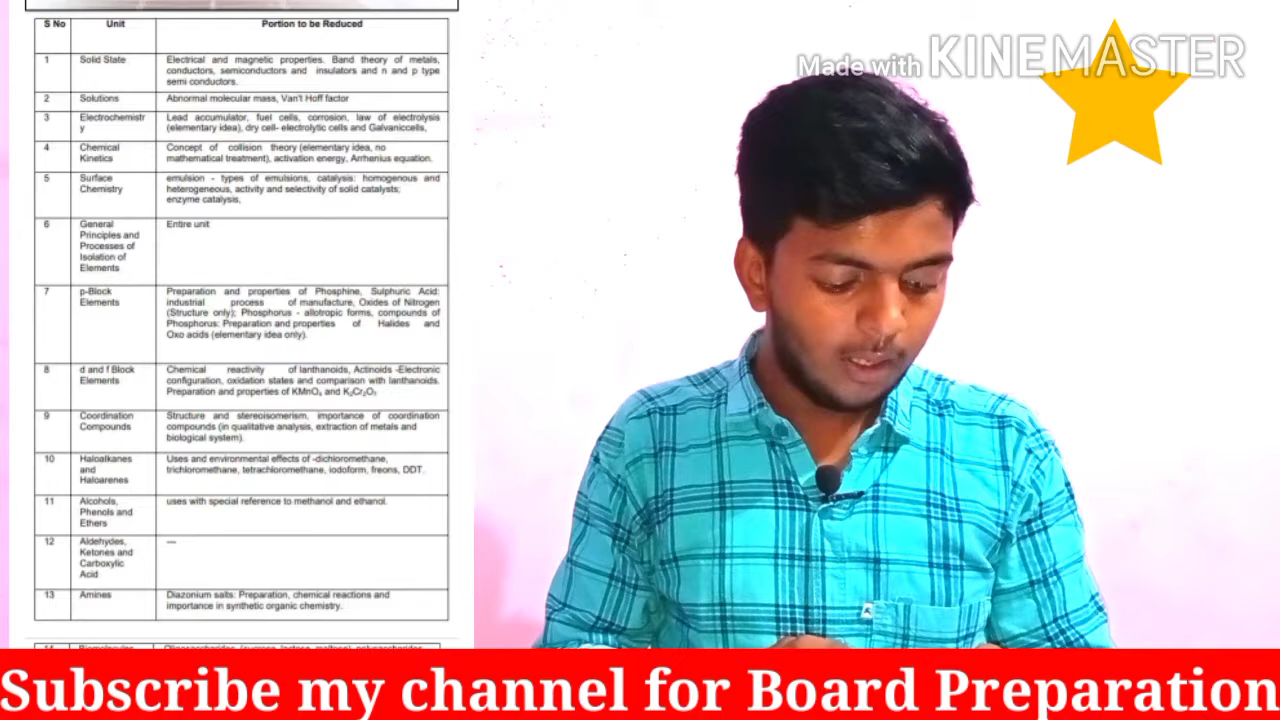 S No Unit Portion to be Reduced
1 Solid State Electrical and magnetic properties. Band theory of metals,
conductors, semiconductors and insulators and n and p type
semi conductors.
2 Solutions Abnormal molecular mass, Van't Hoff factor
3 Electrochemistr Lead accumulator, fuel cells, corrosion, law of electrolysis
y (elementary idea), dry cell- electrolytic cells and Galvaniccells,
4 Chemical Concept of collision theory (elementary idea, no
Kinetics mathematical treatment), activation energy, Arrhenius equation.
5 Surface emulsion - types of emulsions, catalysis: homogenous and
Chemistry heterogeneous, activity and selectivity of solid catalysts;
enzyme catalysis,
6 General Entire unit
Principles and
Processes of
Isolation of
Elements
7 p-Block Preparation and properties of Phosphine, Sulphuric Acid:
Elements industrial process of manufacture, Oxides of Nitrogen
(Structure only); Phosphorus - allotropic forms, compounds of
Phosphorus: Preparation and properties of Halides and
Oxo acids (elementary idea only).
8 d and f Block Chemical reactivity of lanthanoids, Actinoids -Electronic
Elements configuration, oxidation states and comparison with lanthanoids.
Preparation and properties of KMnO₄ and K₂Cr₂O₇
9 Coordination Structure and stereoisomerism, importance of coordination
Compounds compounds (in qualitative analysis, extraction of metals and
biological system).
10 Haloalkanes Uses and environmental effects of -dichloromethane,
and trichloromethane, tetrachloromethane, iodoform, freons, DDT.
Haloarenes
11 Alcohols, uses with special reference to methanol and ethanol.
Phenols and
Ethers
12 Aldehydes, —
Ketones and
Carboxylic
Acid
13 Amines Diazonium salts: Preparation, chemical reactions and
importance in synthetic organic chemistry.
14 Biomolecules Oligosaccharides (sucrose, lactose, maltose), polysaccharides
Made with KINEMASTER
Subscribe my channel for Board Preparation